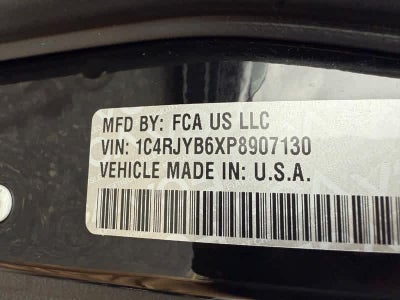 MFD BY: FCA US LLC
VIN: 1C4RJYB6XP8907130
VEHICLE MADE IN: U.S.A.